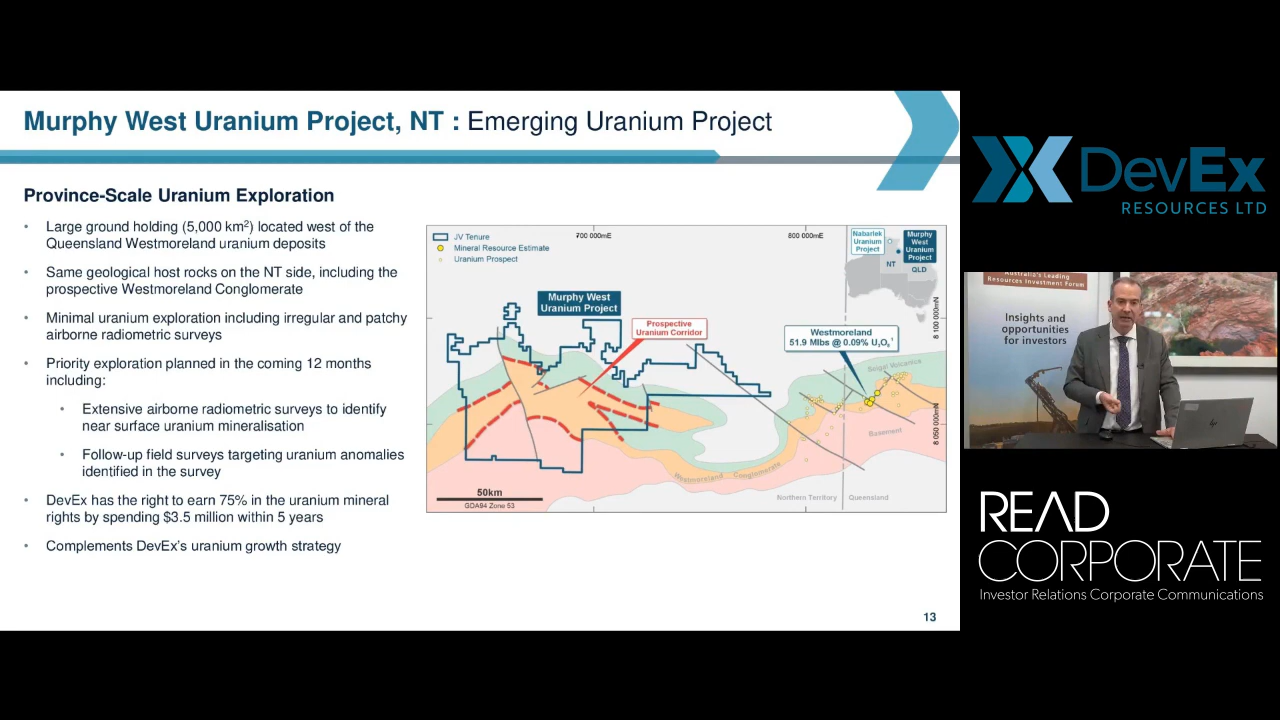 Murphy West Uranium Project, NT : Emerging Uranium Project
Province-Scale Uranium Exploration
• Large ground holding (5,000 km²) located west of the
Queensland Westmoreland uranium deposits
• Same geological host rocks on the NT side, including the
prospective Westmoreland Conglomerate
• Minimal uranium exploration including irregular and patchy
airborne radiometric surveys
• Priority exploration planned in the coming 12 months
including:
• Extensive airborne radiometric surveys to identify
near surface uranium mineralisation
• Follow-up field surveys targeting uranium anomalies
identified in the survey
• DevEx has the right to earn 75% in the uranium mineral
rights by spending $3.5 million within 5 years
• Complements DevEx's uranium growth strategy
JV Tenure
Mineral Resource Estimate
Uranium Prospect
700 000mE
800 000mE
Nabarlek
Uranium
Project
Murphy
West
Uranium
Project
NT
QLD
8 100 000mN
Murphy West
Uranium Project
Prospective
Uranium Corridor
Westmoreland
51.9 Mlbs @ 0.09% U₃O₈¹
Seigal Volcanics
8 050 000mN
Basement
Westmoreland Conglomerate
50km
GDA94 Zone 53
Northern Territory
Queensland
13
DevEx
RESOURCES LTD
Australia's Leading
Resources Investment Forum
Insights and
opportunities
for investors
READ
CORPORATE
Investor Relations Corporate Communications